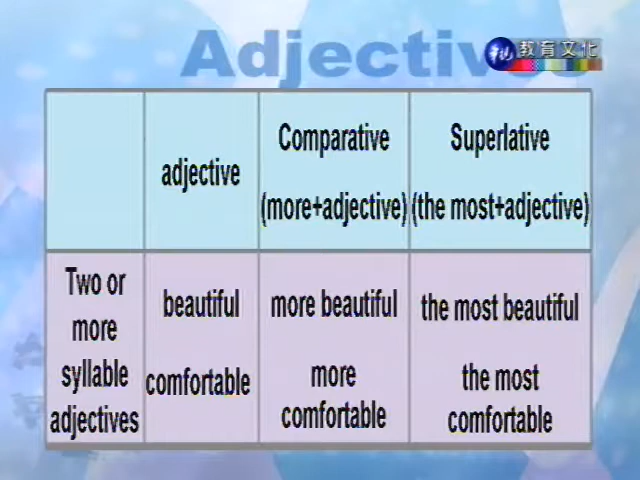 Adjectives
教育文化
adjective
Comparative
(more+adjective)
Superlative
(the most+adjective)
Two or
more
syllable
adjectives
beautiful
comfortable
more beautiful
more
comfortable
the most beautiful
the most
comfortable